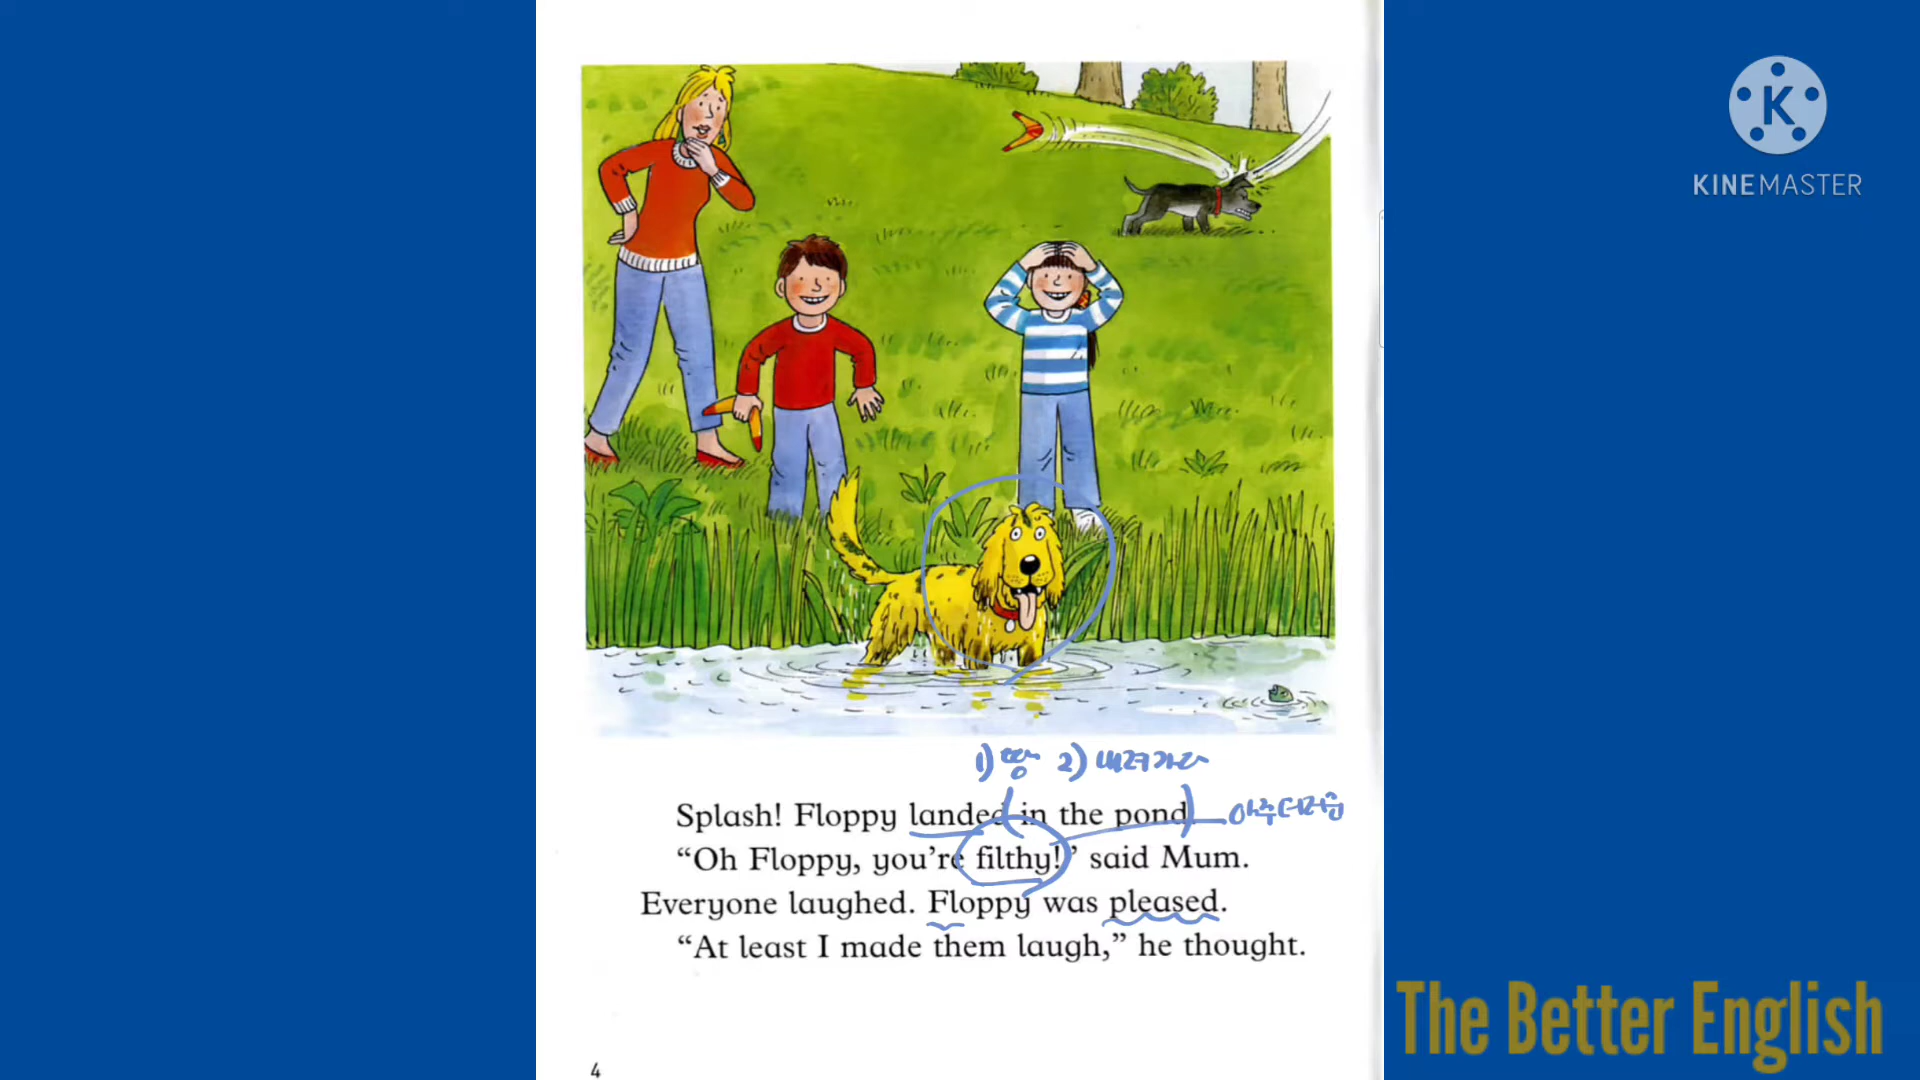 KINEMASTER
1) 땅 2) 내려가다
Splash! Floppy landed in the pond.
아주더러운
“Oh Floppy, you’re filthy!” said Mum.
Everyone laughed. Floppy was pleased.
“At least I made them laugh,” he thought.
The Better English
4